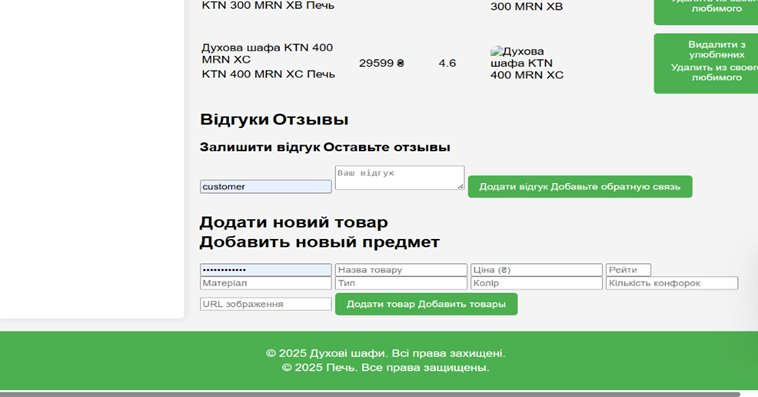 KTN 300 MRN XB Печь
300 MRN XB
любимого
Духова шафа KTN 400
MRN XC
KTN 400 MRN XC Печь
29599 ₴
4.6
Духова
шафа KTN
400 MRN XC
Видалити з
улюблених
Удалить из своег
любимого
Відгуки Отзывы
Залишити відгук Оставьте отзывы
customer
Ваш відгук
Додати відгук Добавьте обратную связь
Додати новий товар
Добавить новый предмет
Назва товару
Ціна (₴)
Рейти
Матеріал
Тип
Колір
Кількість конфорок
URL зображення
Додати товар Добавить товары
© 2025 Духові шафи. Всі права захищені.
© 2025 Печь. Все права защищены.